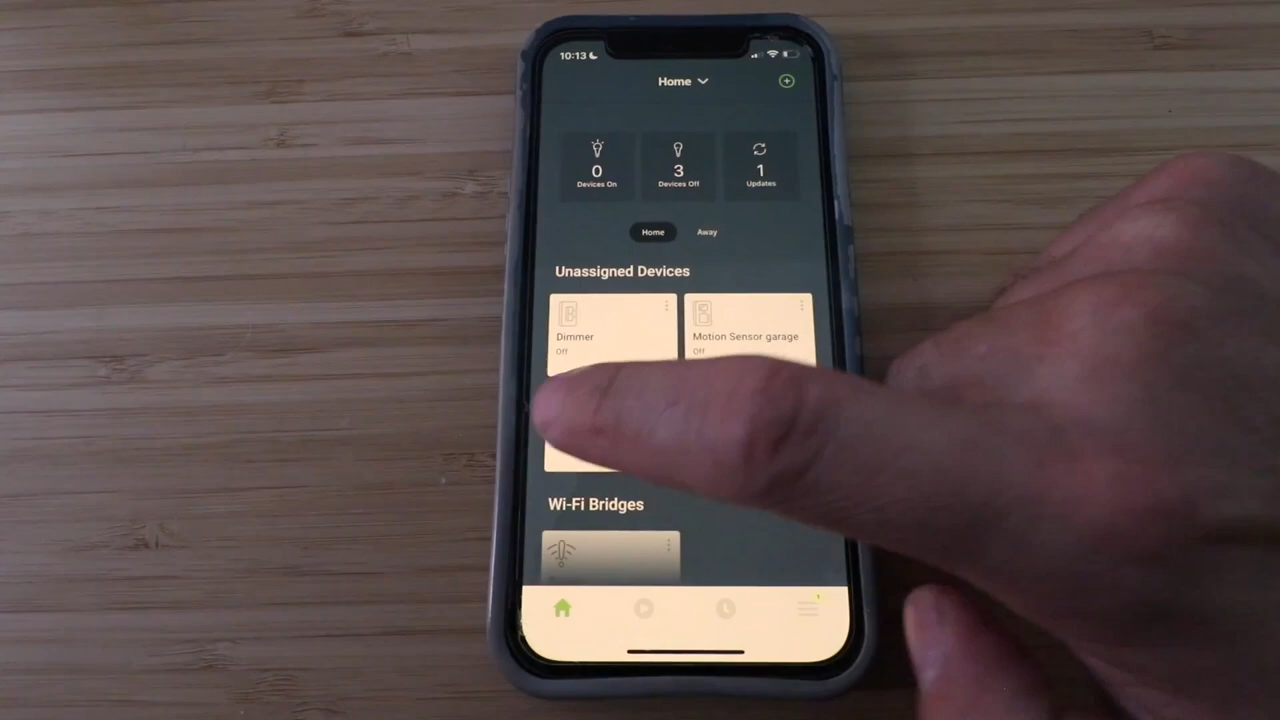 10:13
Home
0
Devices On
3
Devices Off
1
Updates
Home
Away
Unassigned Devices
Dimmer
Off
Motion Sensor garage
Off
Wi-Fi Bridges
1